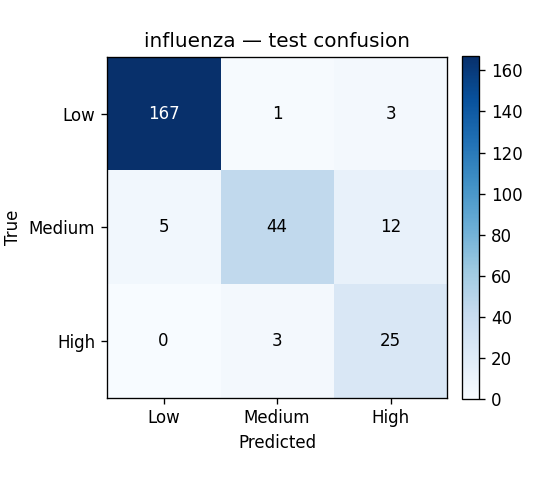 influenza — test confusion
True
Low 167 1 3
Medium 5 44 12
High 0 3 25
Low Medium High
Predicted
160
140
120
100
80
60
40
20
0